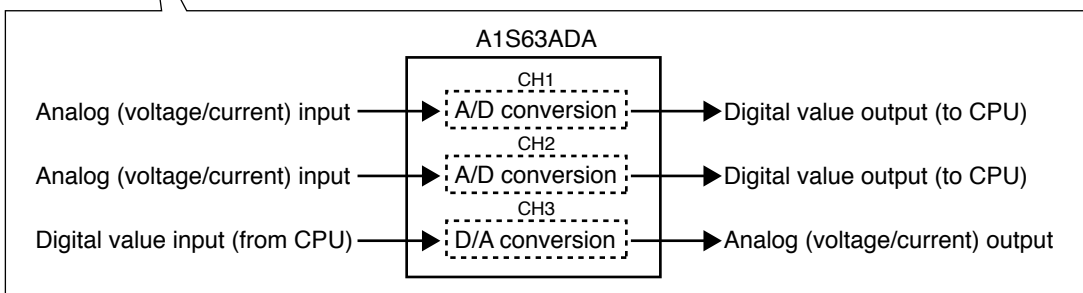 A1S63ADA
CH1
Analog (voltage/current) input A/D conversion Digital value output (to CPU)
CH2
Analog (voltage/current) input A/D conversion Digital value output (to CPU)
CH3
Digital value input (from CPU) D/A conversion Analog (voltage/current) output